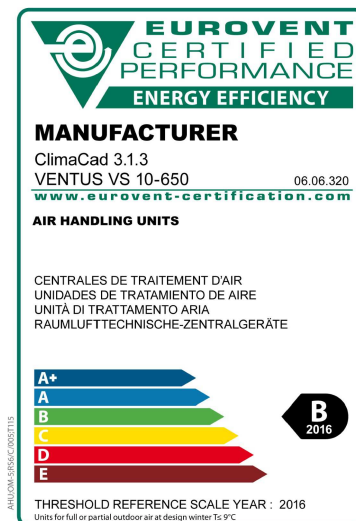 EUROVENT
CERTIFIED
PERFORMANCE
ENERGY EFFICIENCY
MANUFACTURER
ClimaCad 3.1.3
VENTUS VS 10-650 06.06.320
www.eurovent-certification.com
AIR HANDLING UNITS
CENTRALES DE TRAITEMENT D'AIR
UNIDADES DE TRATAMIENTO DE AIRE
UNITÀ DI TRATTAMENTO ARIA
RAUMLUFTTECHNISCHE-ZENTRALGERÄTE
A+
A
B
C
D
E
B
2016
AHU,OM-5;RS6/C/005,T115
THRESHOLD REFERENCE SCALE YEAR : 2016
Units for full or partial outdoor air at design winter T≤ 9°C